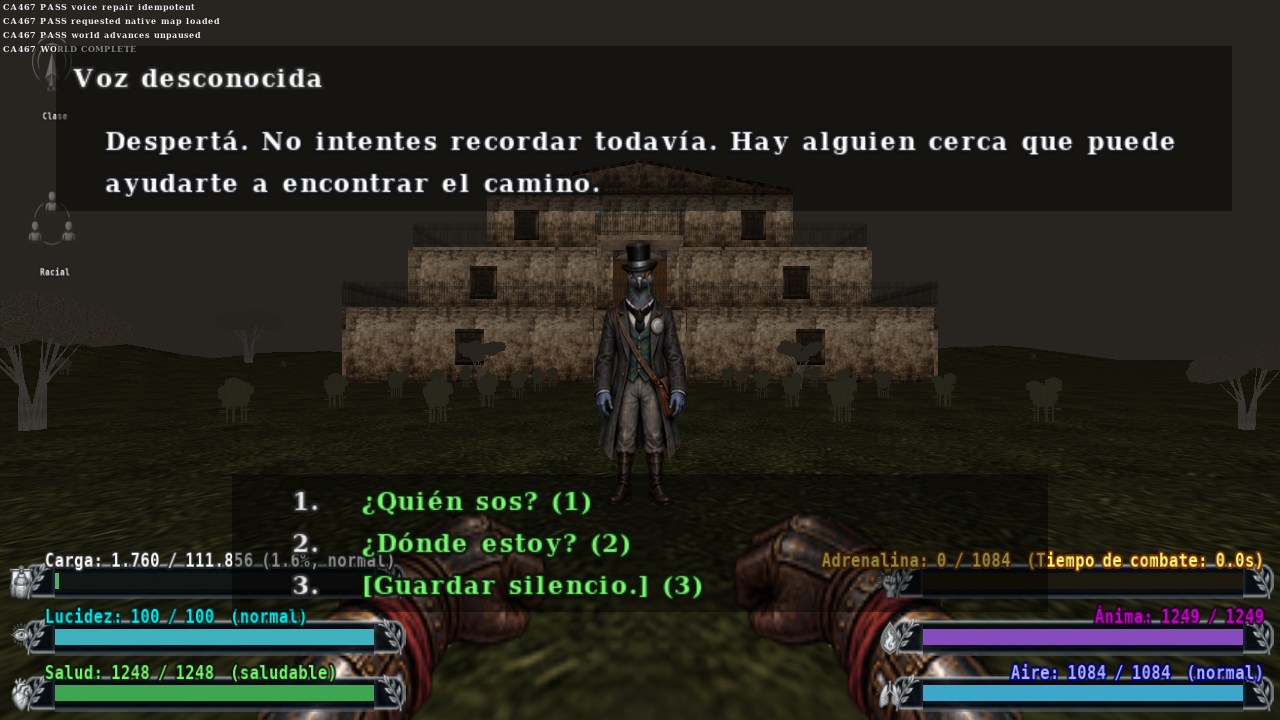 CA467 PASS voice repair idempotent
CA467 PASS requested native map loaded
CA467 PASS world advances unpaused
CA467 WORLD COMPLETE
Voz desconocida
Clase
Despertá. No intentes recordar todavía. Hay alguien cerca que puede
ayudarte a encontrar el camino.
Racial
1. ¿Quién sos? (1)
2. ¿Dónde estoy? (2)
3. [Guardar silencio.] (3)
Carga: 1.760 / 111.856 (1.6%, normal)
Adrenalina: 0 / 1084 (Tiempo de combate: 0.0s)
Lucidez: 100 / 100 (normal)
Ánima: 1249 / 1249
Salud: 1248 / 1248 (saludable)
Aire: 1084 / 1084 (normal)